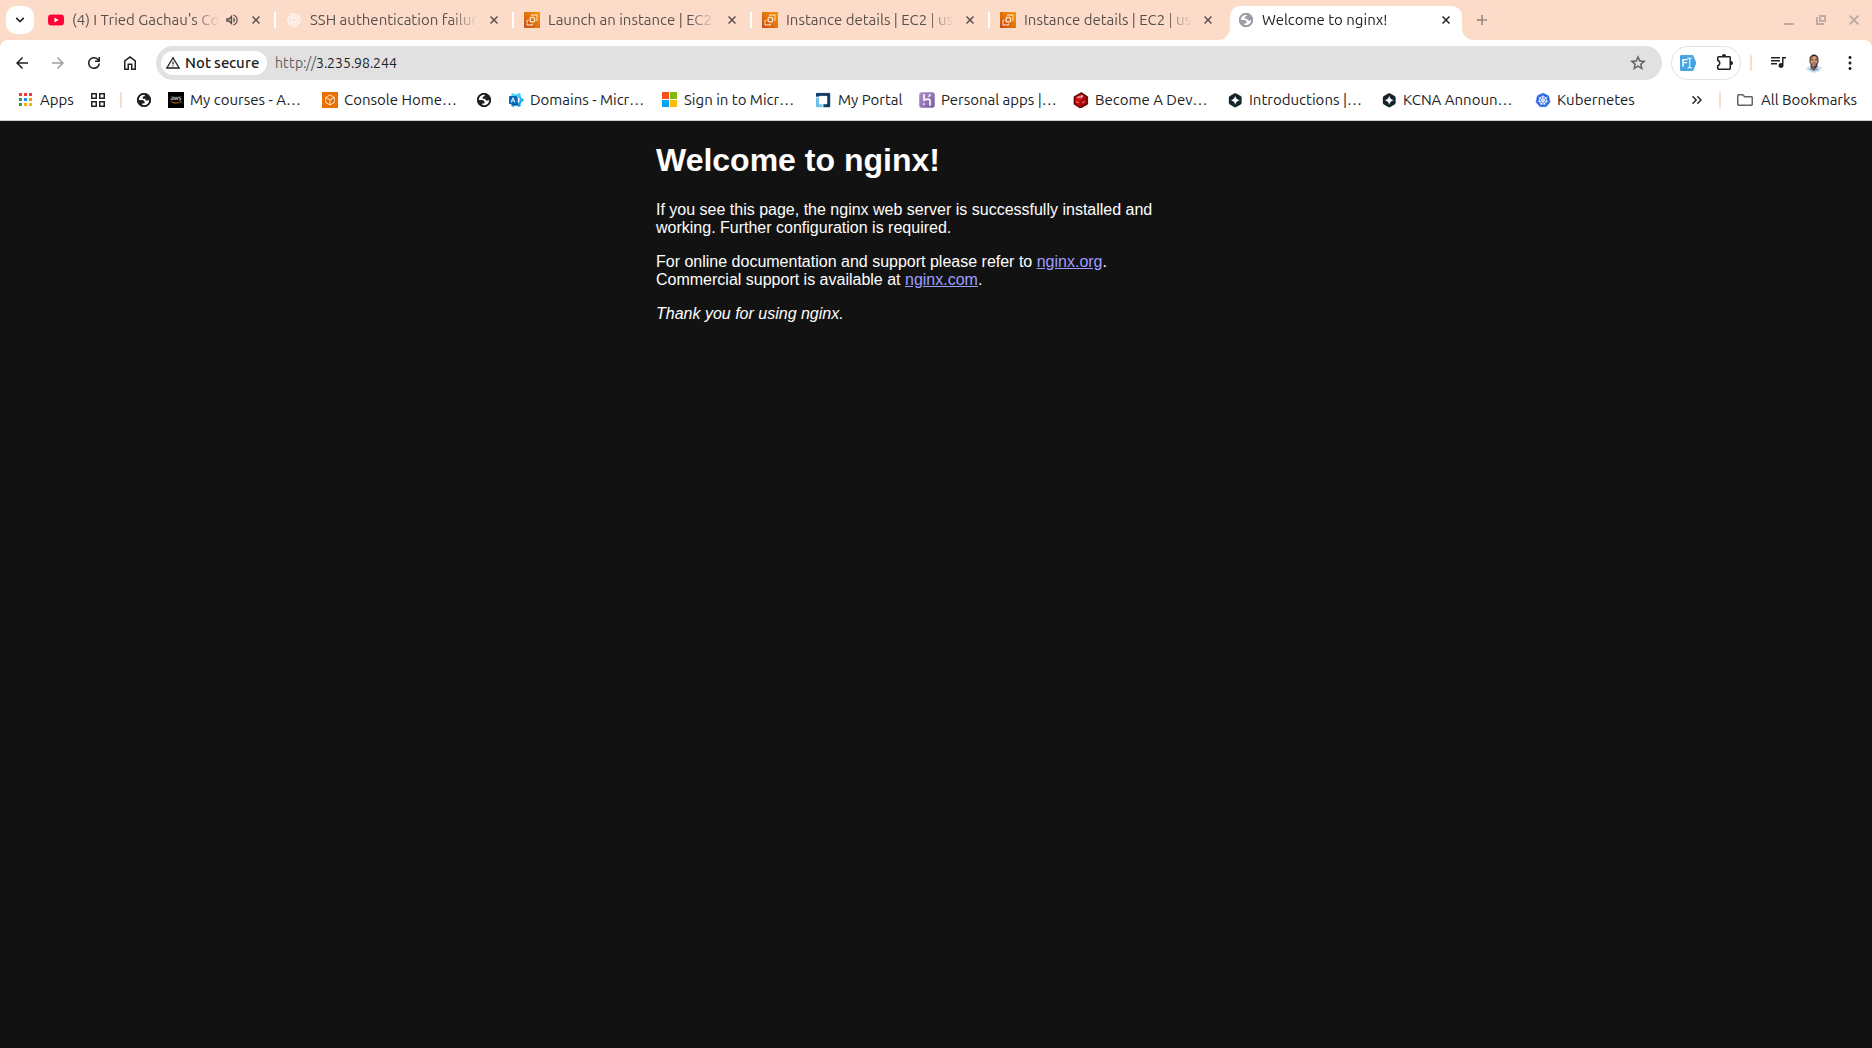 (4) I Tried Gachau's Co
SSH authentication failur
Launch an instance | EC2
Instance details | EC2 | us
Instance details | EC2 | us
Welcome to nginx!
Not secure
http://3.235.98.244
Apps
My courses - A...
Console Home...
Domains - Micr...
Sign in to Micr...
My Portal
Personal apps |...
Become A Dev...
Introductions |...
KCNA Announ...
Kubernetes
All Bookmarks
Welcome to nginx!
If you see this page, the nginx web server is successfully installed and
working. Further configuration is required.
For online documentation and support please refer to nginx.org.
Commercial support is available at nginx.com.
Thank you for using nginx.